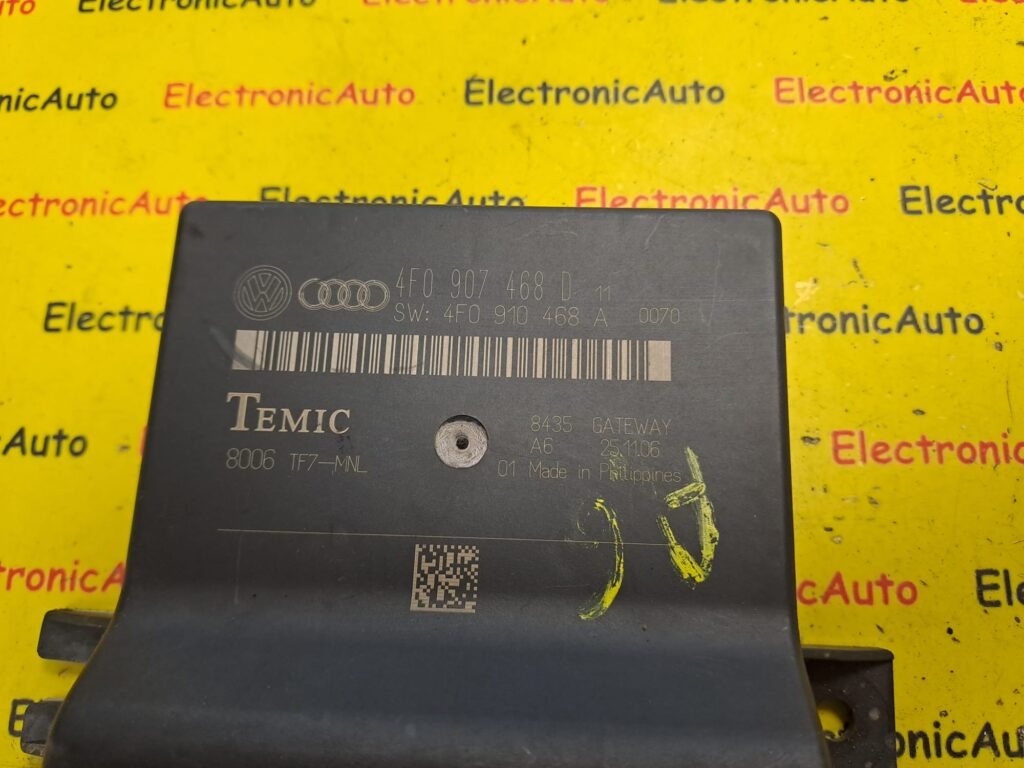 ElectronicAuto
ElectronicAuto ElectronicAuto ElectronicAuto
ElectronicAuto ElectronicAuto ElectronicAuto
4F0 907 468 D 11
SW: 4F0 910 468 A 0070
TEMIC
8435 GATEWAY
A6 25.11.06
8006 TF7-MNL
01 Made in Philippines